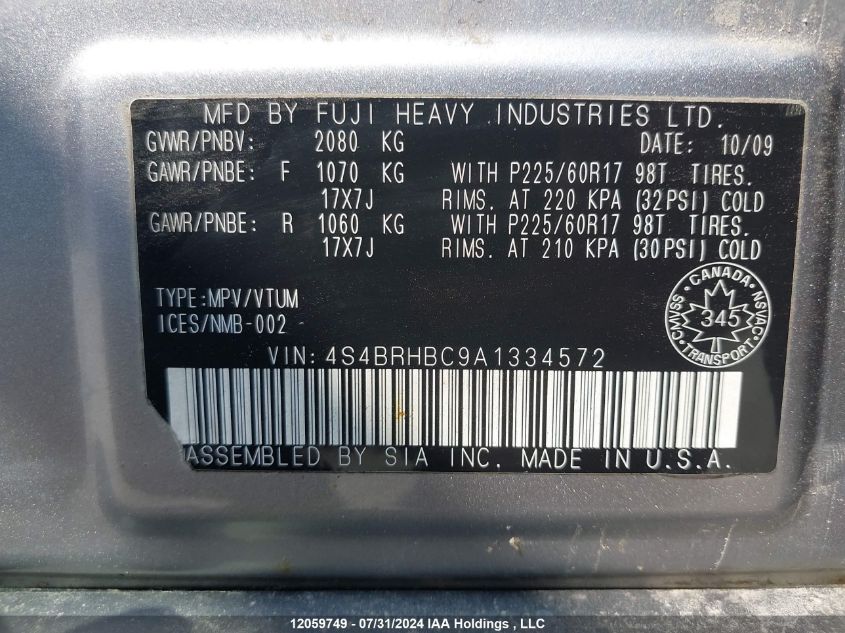 MFD BY FUJI HEAVY INDUSTRIES LTD.
GVWR/PNBV: 2080 KG DATE: 10/09
GAWR/PNBE: F 1070 KG WITH P225/60R17 98T TIRES.
17X7J RIMS. AT 220 KPA (32PSI) COLD
GAWR/PNBE: R 1060 KG WITH P225/60R17 98T TIRES.
17X7J RIMS. AT 210 KPA (30PSI) COLD
TYPE:MPV/VTUM
ICES/NMB-002
CANADA
CMVSS 345 NSVAC
TRANSPORT
VIN: 4S4BRHBC9A1334572
ASSEMBLED BY SIA INC. MADE IN U.S.A.
12059749 - 07/31/2024 IAA Holdings , LLC